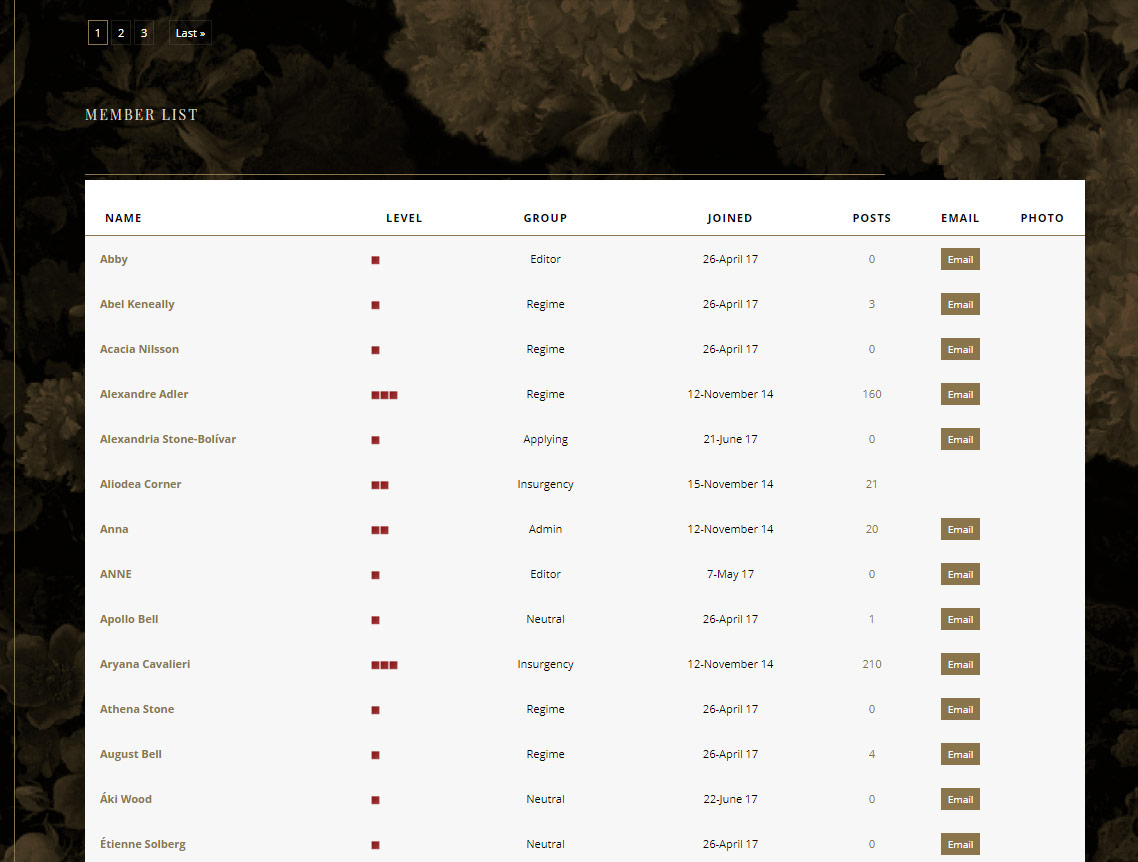 1 2 3 Last »
MEMBER LIST
NAME LEVEL GROUP JOINED POSTS EMAIL PHOTO
Abby Editor 26-April 17 0 Email
Abel Keneally Regime 26-April 17 3 Email
Acacia Nilsson Regime 26-April 17 0 Email
Alexandre Adler Regime 12-November 14 160 Email
Alexandria Stone-Bolívar Applying 21-June 17 0 Email
Aliodea Corner Insurgency 15-November 14 21
Anna Admin 12-November 14 20 Email
ANNE Editor 7-May 17 0 Email
Apollo Bell Neutral 26-April 17 1 Email
Aryana Cavalieri Insurgency 12-November 14 210 Email
Athena Stone Regime 26-April 17 0 Email
August Bell Regime 26-April 17 4 Email
Áki Wood Neutral 22-June 17 0 Email
Étienne Solberg Neutral 26-April 17 0 Email